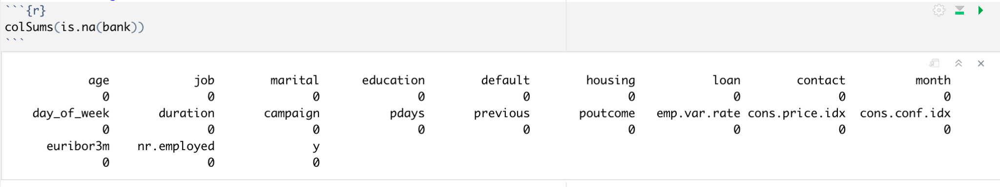 ```{r}
colSums(is.na(bank))
```
age job marital education default housing loan contact month
0 0 0 0 0 0 0 0 0
day_of_week duration campaign pdays previous poutcome emp.var.rate cons.price.idx cons.conf.idx
0 0 0 0 0 0 0 0 0
euribor3m nr.employed y
0 0 0